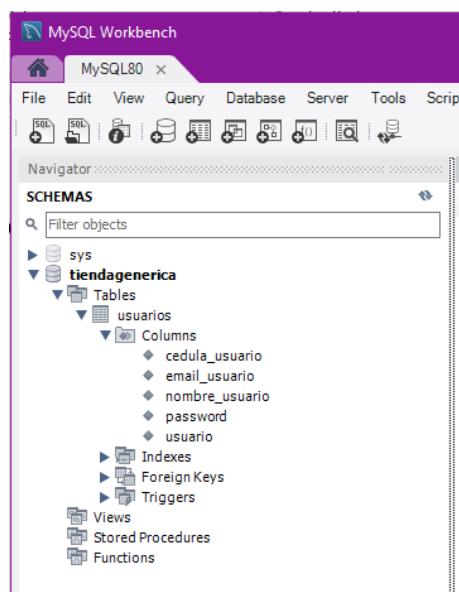 MySQL Workbench
MySQL80 ×
File Edit View Query Database Server Tools Scrip
Navigator
SCHEMAS
Filter objects
sys
tiendagenerica
Tables
usuarios
Columns
cedula_usuario
email_usuario
nombre_usuario
password
usuario
Indexes
Foreign Keys
Triggers
Views
Stored Procedures
Functions